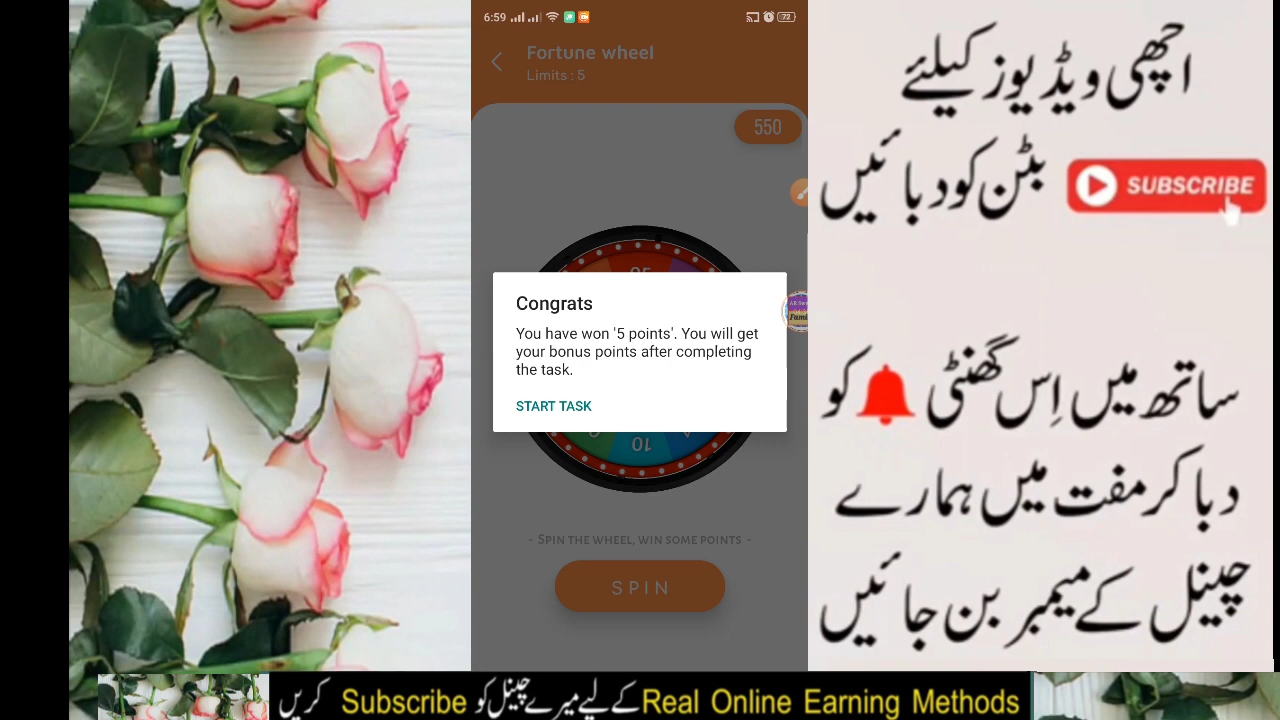 6:59
72
Fortune wheel
Limits : 5
550
Congrats
You have won '5 points'. You will get
your bonus points after completing
the task.
START TASK
10
- SPIN THE WHEEL, WIN SOME POINTS -
SPIN
اچھی ویڈیوز کیلئے
بٹن کو دبائیں SUBSCRIBE
ساتھ میں اِس گھنٹی کو
دبا کر مفت میں ہمارے
چینل کے میمبر بن جائیں
Real Online Earning Methods کے لیے میرے چینل کو Subscribe کریں